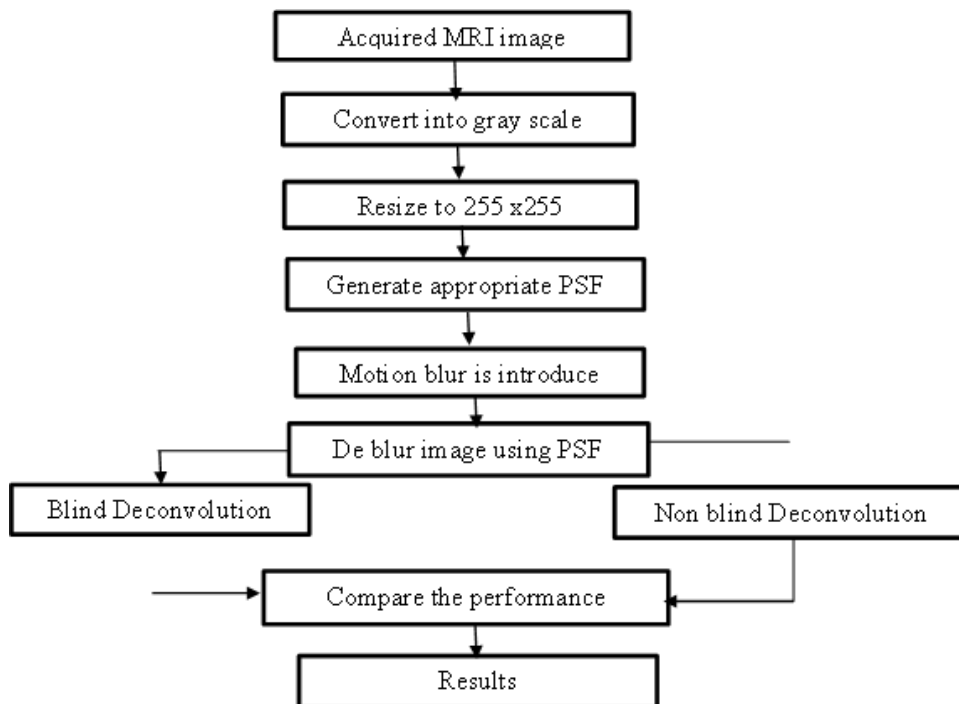 Acquired MRI image
Convert into gray scale
Resize to 255 x255
Generate appropriate PSF
Motion blur is introduce
De blur image using PSF
Blind Deconvolution
Non blind Deconvolution
Compare the performance
Results